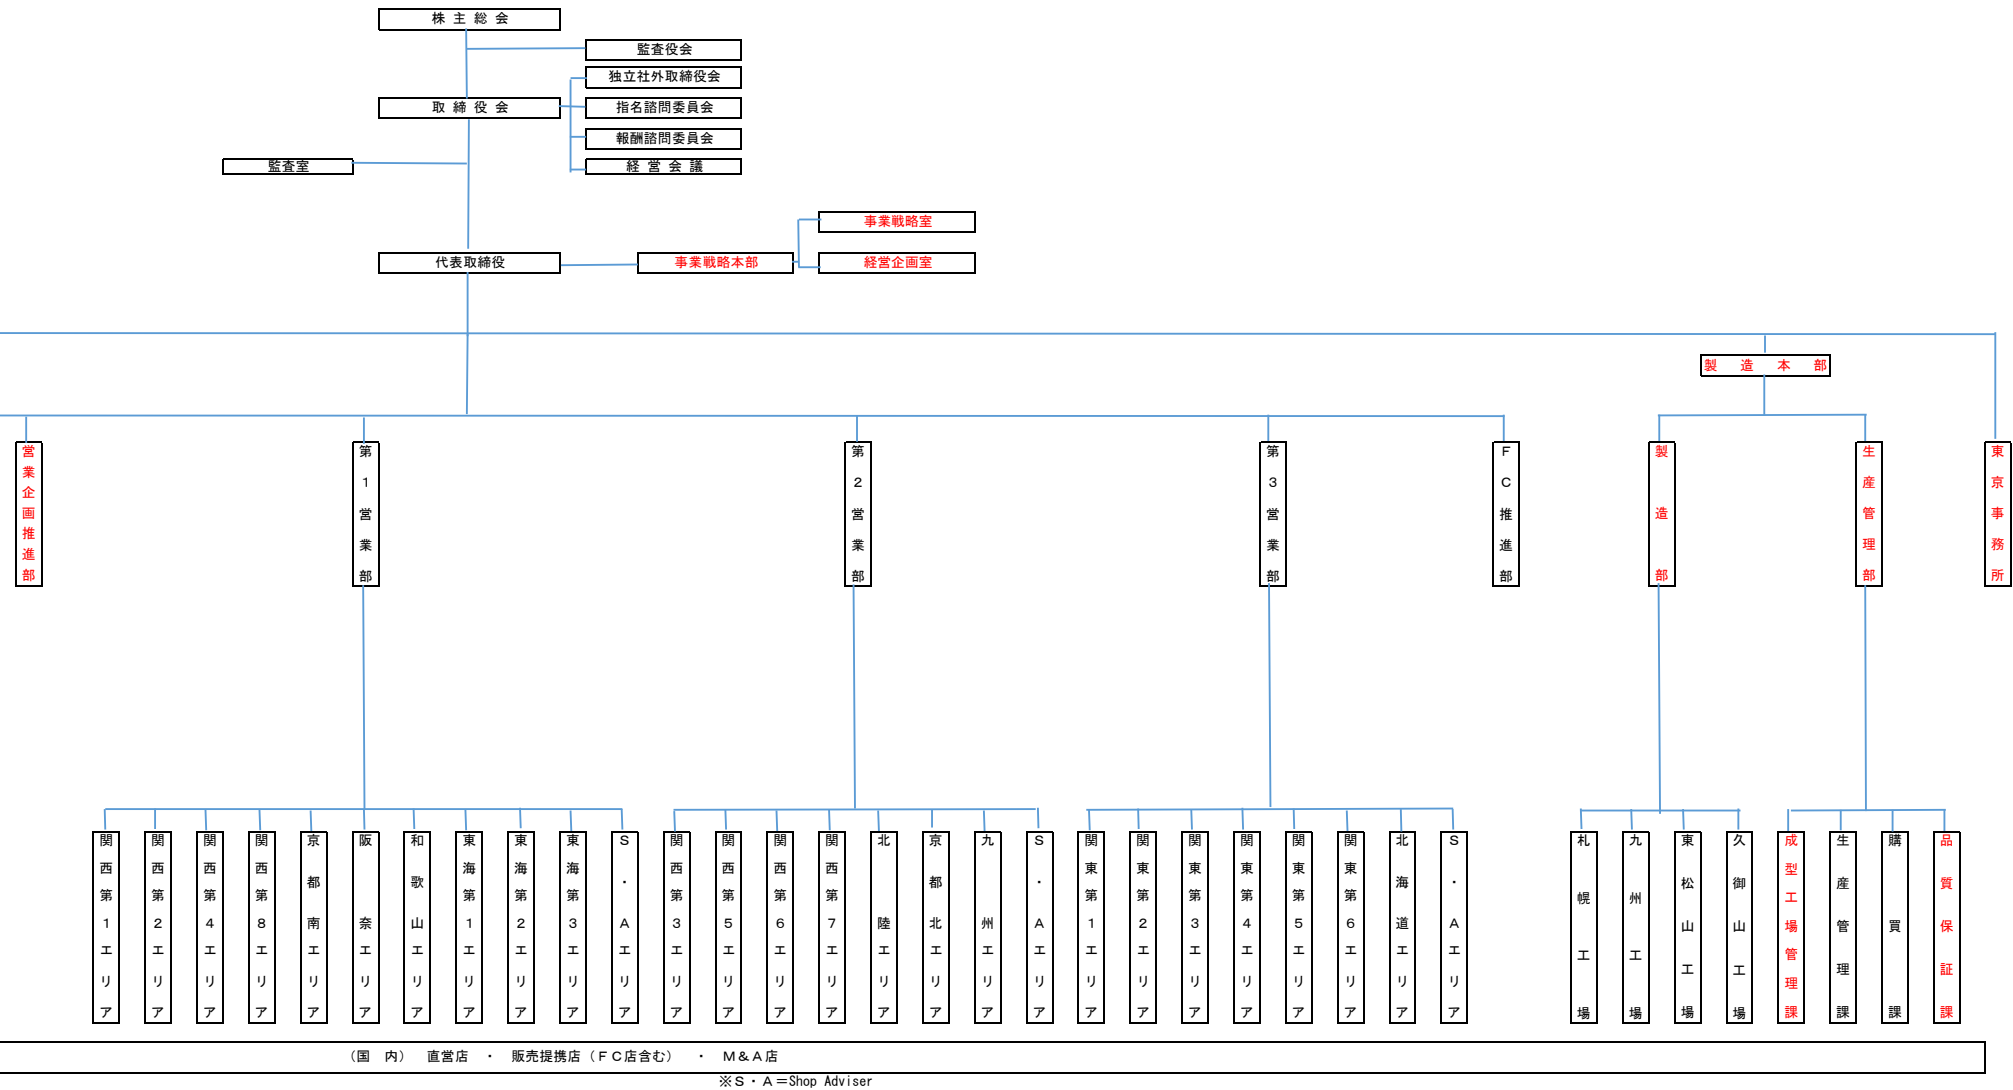 株 主 総 会
監査役会
独立社外取締役会
取 締 役 会
指名諮問委員会
報酬諮問委員会
監査室
経 営 会 議
事業戦略室
代表取締役
事業戦略本部
経営企画室
製 造 本 部
営業企画推進部
第1営業部
第2営業部
第3営業部
FC推進部
製造部
生産管理部
東京事務所
関西第1エリア
関西第2エリア
関西第4エリア
関西第8エリア
京都南エリア
阪奈エリア
和歌山エリア
東海第1エリア
東海第2エリア
東海第3エリア
S・Aエリア
関西第3エリア
関西第5エリア
関西第6エリア
関西第7エリア
北陸エリア
京都北エリア
九州エリア
S・Aエリア
関東第1エリア
関東第2エリア
関東第3エリア
関東第4エリア
関東第5エリア
関東第6エリア
北海道エリア
S・Aエリア
札幌工場
九州工場
東松山工場
久御山工場
成型工場管理課
生産管理課
購買課
品質保証課
（国 内） 直営店 ・ 販売提携店（FC店含む） ・ M&A店
※S・A=Shop Adviser